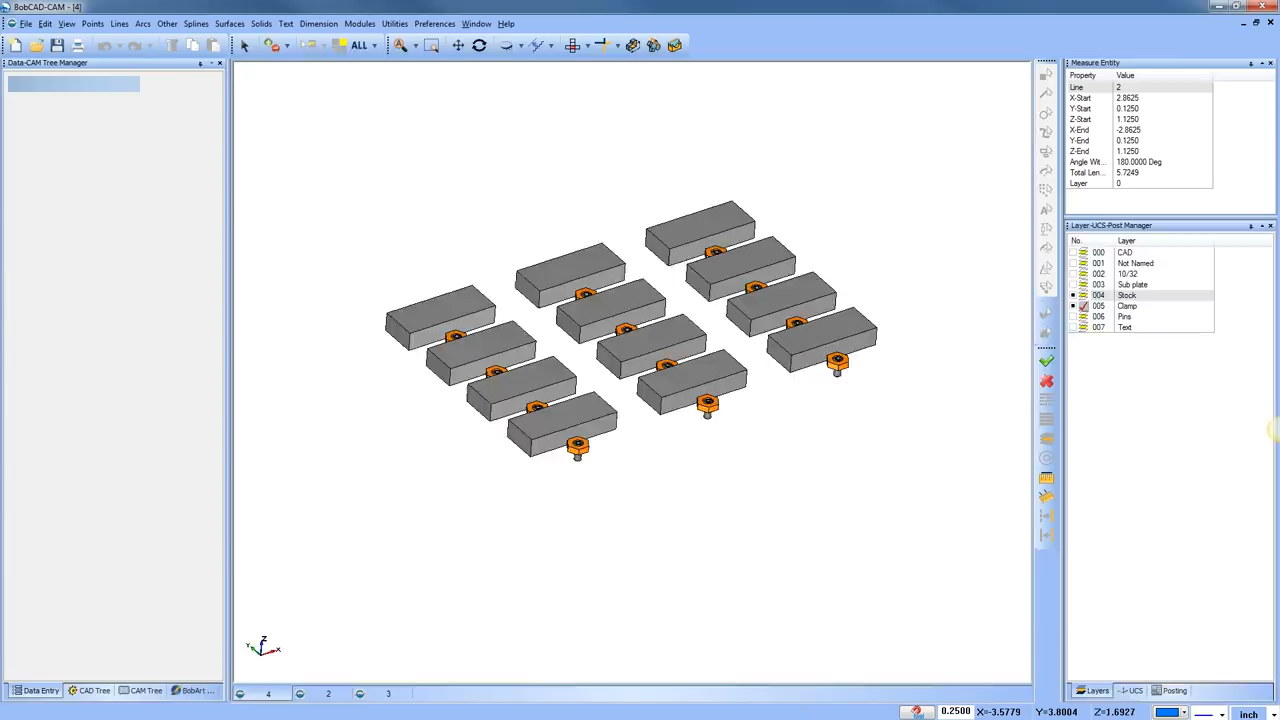 BobCAD-CAM - [4]
File Edit View Points Lines Arcs Other Splines Surfaces Solids Text Dimension Modules Utilities Preferences Window Help
ALL
Data-CAM Tree Manager
Measure Entity
Property Value
Line 2
X-Start 2.8625
Y-Start 0.1250
Z-Start 1.1250
X-End -2.8625
Y-End 0.1250
Z-End 1.1250
Angle Wit... 180.0000 Deg
Total Len... 5.7249
Layer 0
Layer-UCS-Post Manager
No. Layer
000 CAD
001 Not Named
002 10/32
003 Sub plate
004 Stock
005 Clamp
006 Pins
007 Text
Z
Y
X
Data Entry CAD Tree CAM Tree BobArt ...
4 2 3
Layers UCS Posting
0.2500 X=-3.5779 Y=3.8004 Z=1.6927 inch